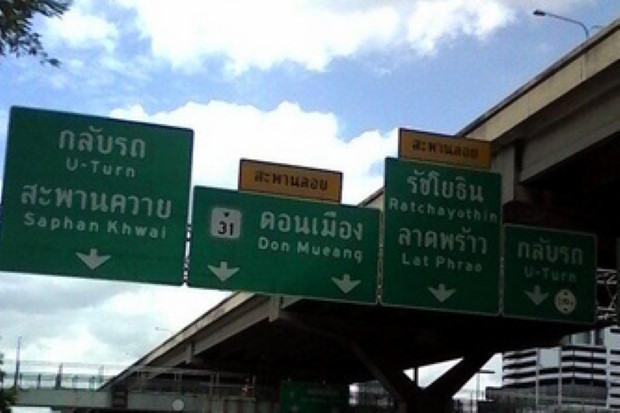 กลับรถ
U-Turn
สะพานควาย
Saphan Khwai
สะพานลอย
31
ดอนเมือง
Don Mueang
สะพานลอย
รัชโยธิน
Ratchayothin
ลาดพร้าว
Lat Phrao
กลับรถ
U-Turn